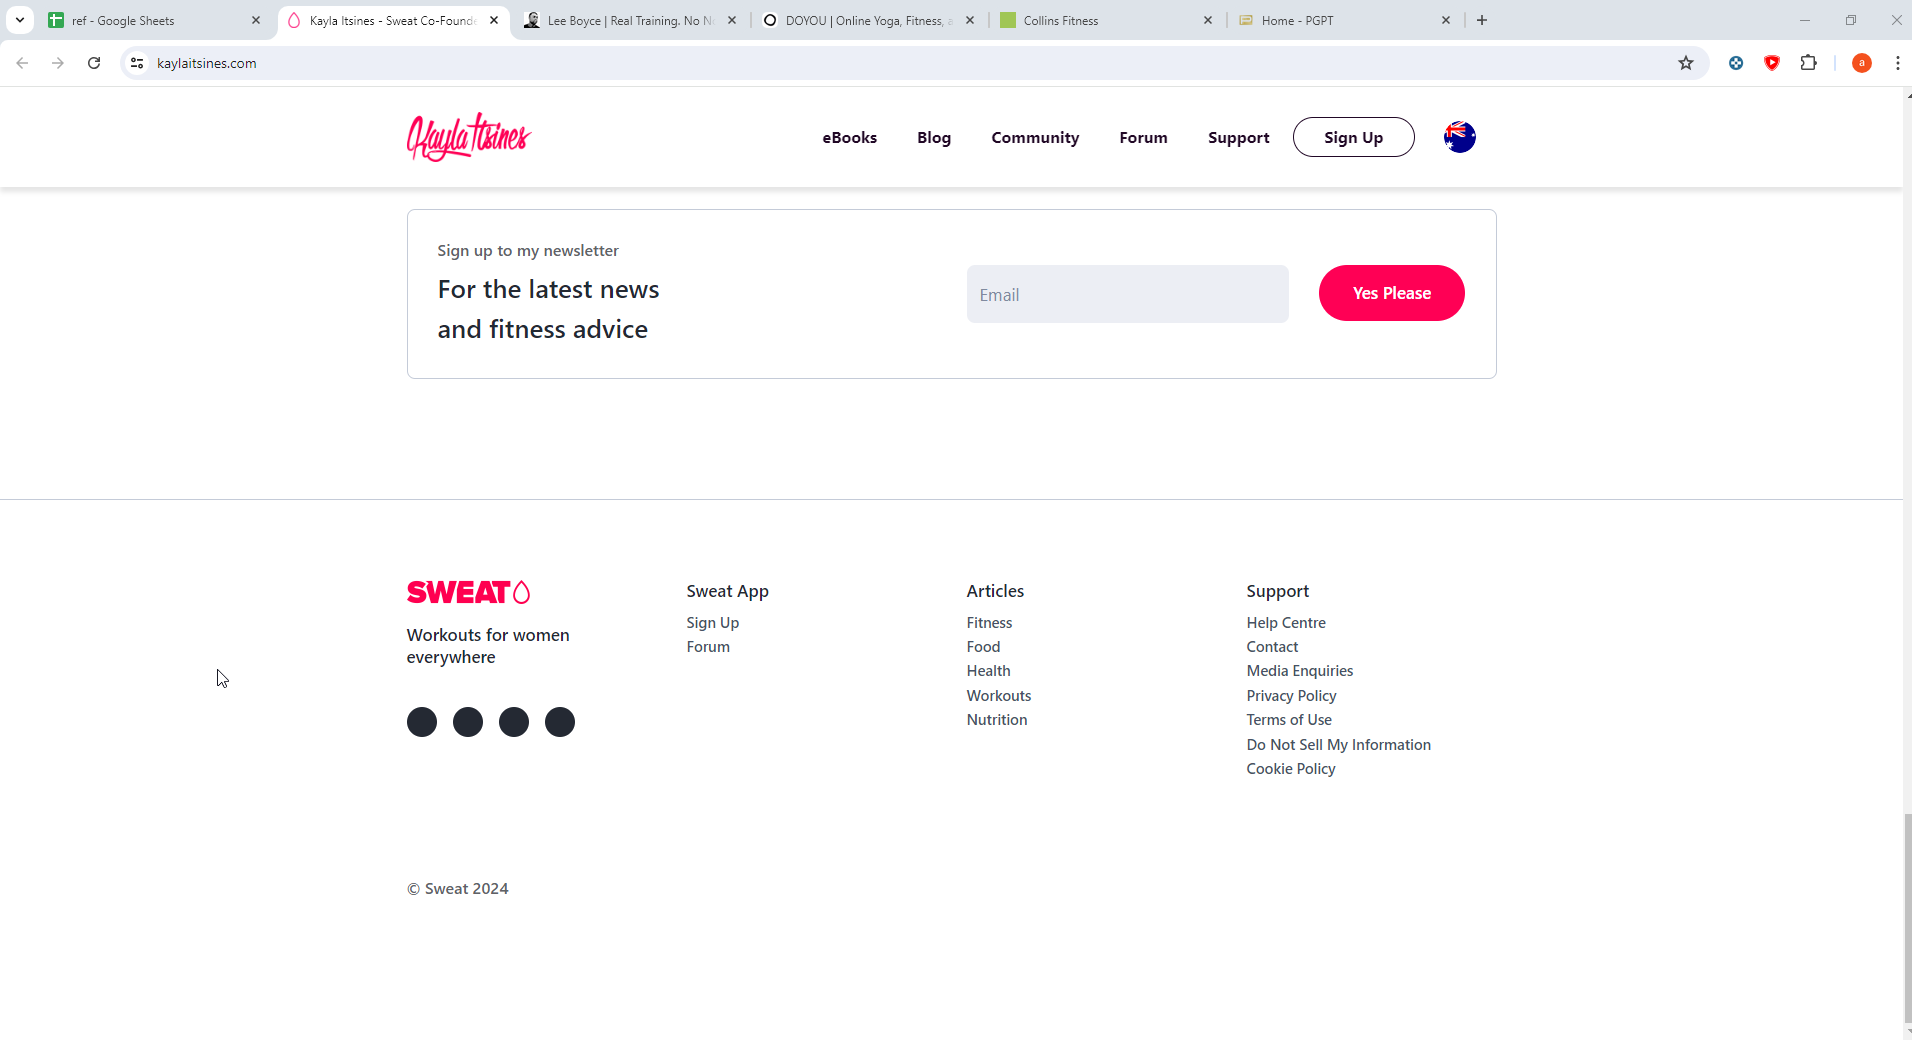 ref - Google Sheets
Kayla Itsines - Sweat Co-Founde
Lee Boyce | Real Training. No N
DOYOU | Online Yoga, Fitness, a
Collins Fitness
Home - PGPT
kaylaitsines.com
a
Kayla Itsines
eBooks
Blog
Community
Forum
Support
Sign Up
Sign up to my newsletter
For the latest news
and fitness advice
Email
Yes Please
SWEAT
Workouts for women
everywhere
Sweat App
Sign Up
Forum
Articles
Fitness
Food
Health
Workouts
Nutrition
Support
Help Centre
Contact
Media Enquiries
Privacy Policy
Terms of Use
Do Not Sell My Information
Cookie Policy
© Sweat 2024